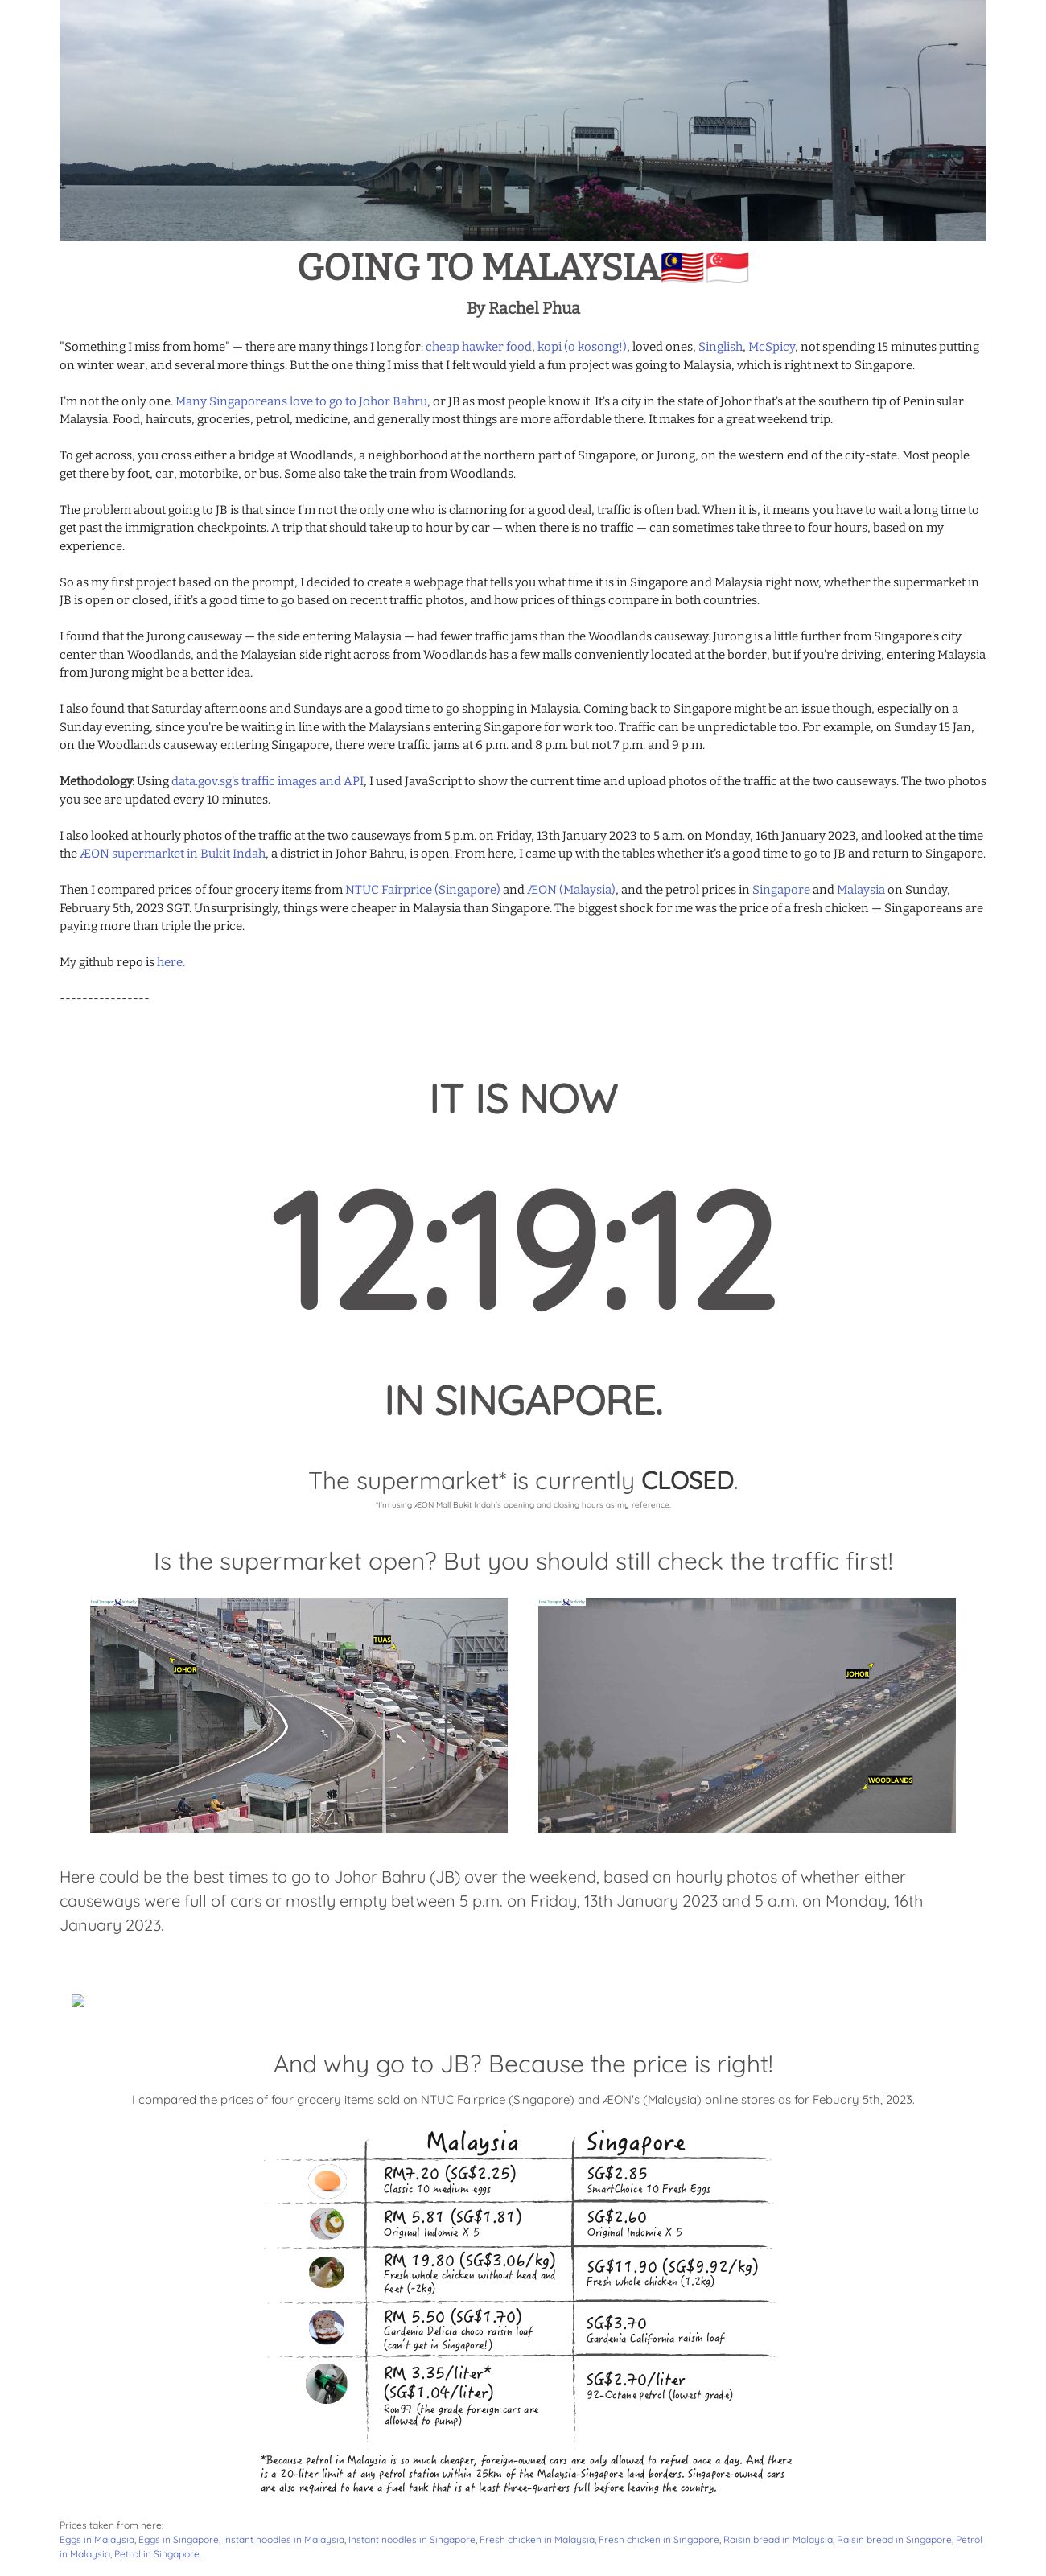 GOING TO MALAYSIA🇲🇾🇸🇬
By Rachel Phua
"Something I miss from home" — there are many things I long for: cheap hawker food, kopi (o kosong!), loved ones, Singlish, McSpicy, not spending 15 minutes putting
on winter wear, and several more things. But the one thing I miss that I felt would yield a fun project was going to Malaysia, which is right next to Singapore.
I'm not the only one. Many Singaporeans love to go to Johor Bahru, or JB as most people know it. It's a city in the state of Johor that's at the southern tip of Peninsular
Malaysia. Food, haircuts, groceries, petrol, medicine, and generally most things are more affordable there. It makes for a great weekend trip.
To get across, you cross either a bridge at Woodlands, a neighborhood at the northern part of Singapore, or Jurong, on the western end of the city-state. Most people
get there by foot, car, motorbike, or bus. Some also take the train from Woodlands.
The problem about going to JB is that since I'm not the only one who is clamoring for a good deal, traffic is often bad. When it is, it means you have to wait a long time to
get past the immigration checkpoints. A trip that should take up to hour by car — when there is no traffic — can sometimes take three to four hours, based on my
experience.
So as my first project based on the prompt, I decided to create a webpage that tells you what time it is in Singapore and Malaysia right now, whether the supermarket in
JB is open or closed, if it's a good time to go based on recent traffic photos, and how prices of things compare in both countries.
I found that the Jurong causeway — the side entering Malaysia — had fewer traffic jams than the Woodlands causeway. Jurong is a little further from Singapore's city
center than Woodlands, and the Malaysian side right across from Woodlands has a few malls conveniently located at the border, but if you're driving, entering Malaysia
from Jurong might be a better idea.
I also found that Saturday afternoons and Sundays are a good time to go shopping in Malaysia. Coming back to Singapore might be an issue though, especially on a
Sunday evening, since you're be waiting in line with the Malaysians entering Singapore for work too. Traffic can be unpredictable too. For example, on Sunday 15 Jan,
on the Woodlands causeway entering Singapore, there were traffic jams at 6 p.m. and 8 p.m. but not 7 p.m. and 9 p.m.
Methodology: Using data.gov.sg's traffic images and API, I used JavaScript to show the current time and upload photos of the traffic at the two causeways. The two photos
you see are updated every 10 minutes.
I also looked at hourly photos of the traffic at the two causeways from 5 p.m. on Friday, 13th January 2023 to 5 a.m. on Monday, 16th January 2023, and looked at the time
the ÆON supermarket in Bukit Indah, a district in Johor Bahru, is open. From here, I came up with the tables whether it's a good time to go to JB and return to Singapore.
Then I compared prices of four grocery items from NTUC Fairprice (Singapore) and ÆON (Malaysia), and the petrol prices in Singapore and Malaysia on Sunday,
February 5th, 2023 SGT. Unsurprisingly, things were cheaper in Malaysia than Singapore. The biggest shock for me was the price of a fresh chicken — Singaporeans are
paying more than triple the price.
My github repo is here.
----------------
IT IS NOW
12:19:12
IN SINGAPORE.
The supermarket* is currently CLOSED.
*I'm using ÆON Mall Bukit Indah's opening and closing hours as my reference.
Is the supermarket open? But you should still check the traffic first!
TUAS
JOHOR
JOHOR
WOODLANDS
Here could be the best times to go to Johor Bahru (JB) over the weekend, based on hourly photos of whether either
causeways were full of cars or mostly empty between 5 p.m. on Friday, 13th January 2023 and 5 a.m. on Monday, 16th
January 2023.
And why go to JB? Because the price is right!
I compared the prices of four grocery items sold on NTUC Fairprice (Singapore) and ÆON's (Malaysia) online stores as for Febuary 5th, 2023.
Malaysia Singapore
RM7.20 (SG$2.25) SG$2.85
Classic 10 medium eggs SmartChoice 10 Fresh Eggs
RM 5.81 (SG$1.81) SG$2.60
Original Indomie X 5 Original Indomie X 5
RM 19.80 (SG$3.06/kg) SG$11.90 (SG$9.92/kg)
Fresh whole chicken without head and Fresh whole chicken (1.2kg)
feet (~2kg)
RM 5.50 (SG$1.70) SG$3.70
Gardenia Delicia choco raisin loaf Gardenia California raisin loaf
(can't get in Singapore!)
RM 3.35/liter* SG$2.70/liter
(SG$1.04/liter) 92-Octane petrol (lowest grade)
Ron97 (the grade foreign cars are
allowed to pump)
*Because petrol in Malaysia is so much cheaper, foreign-owned cars are only allowed to refuel once a day. And there
is a 20-liter limit at any petrol station within 25km of the Malaysia-Singapore land borders. Singapore-owned cars
are also required to have a fuel tank that is at least three-quarters full before leaving the country.
Prices taken from here:
Eggs in Malaysia, Eggs in Singapore, Instant noodles in Malaysia, Instant noodles in Singapore, Fresh chicken in Malaysia, Fresh chicken in Singapore, Raisin bread in Malaysia, Raisin bread in Singapore, Petrol
in Malaysia, Petrol in Singapore.